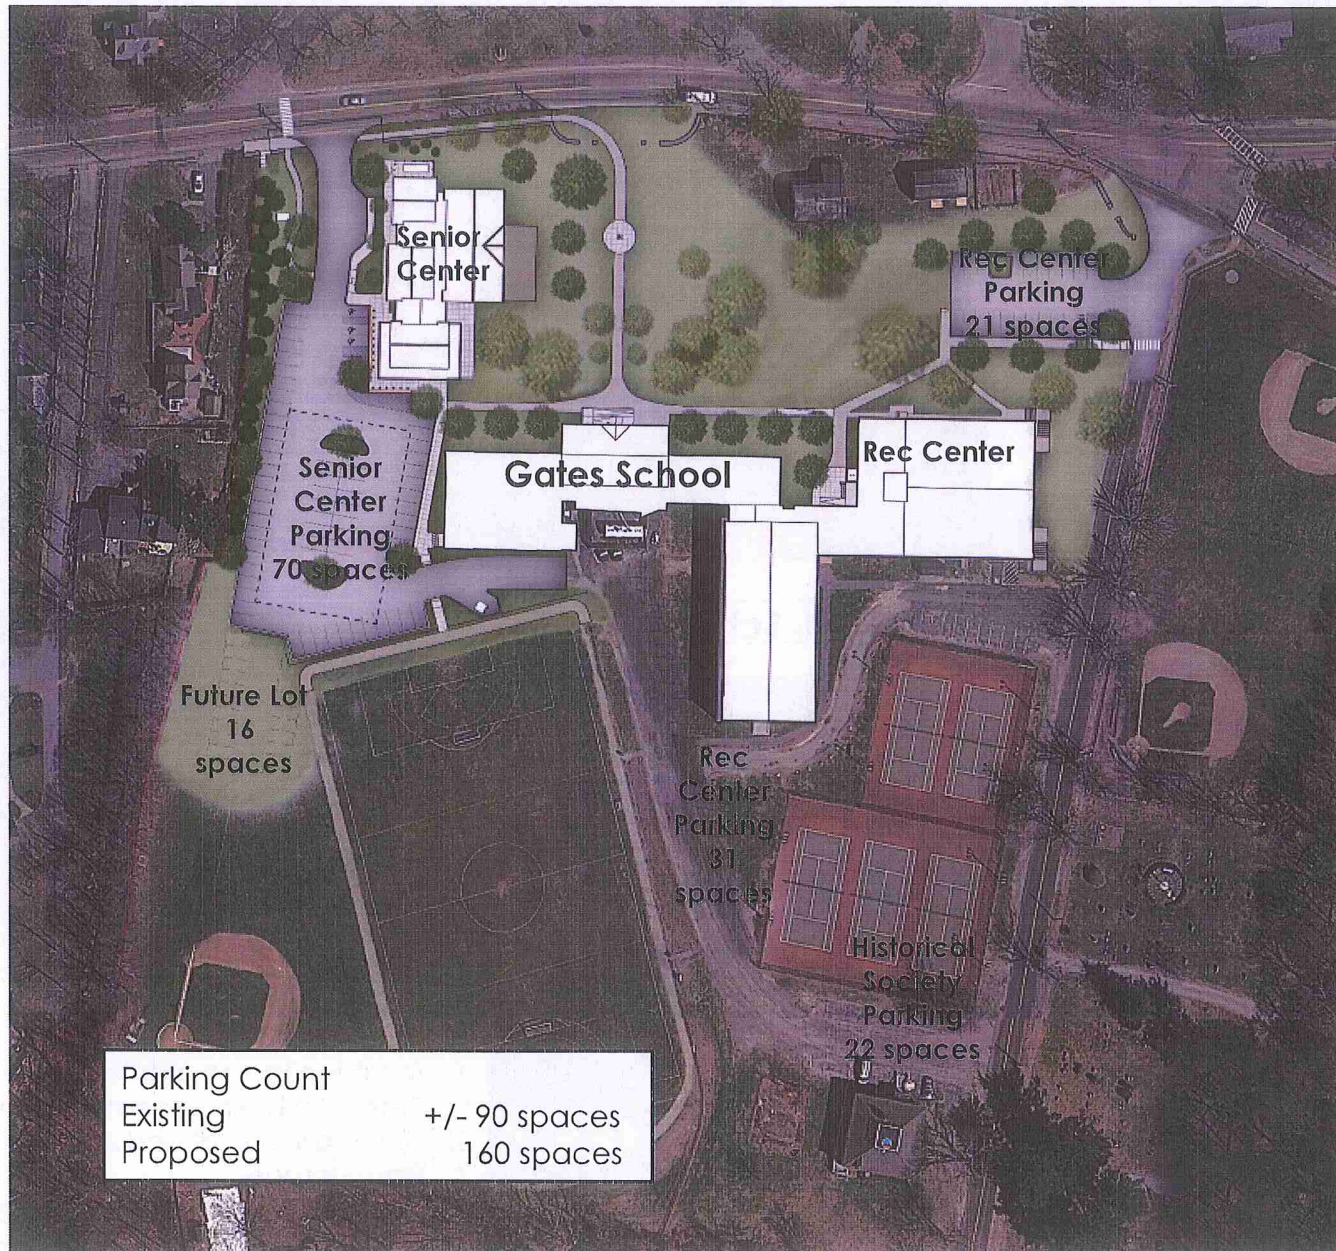 Senior
Center
Rec Center
Parking
21 spaces
Rec Center
Gates School
Senior
Center
Parking
70 spaces
Future Lot
16
spaces
Rec
Center
Parking
31
spaces
Historical
Society
Parking
22 spaces
Parking Count
Existing +/- 90 spaces
Proposed 160 spaces